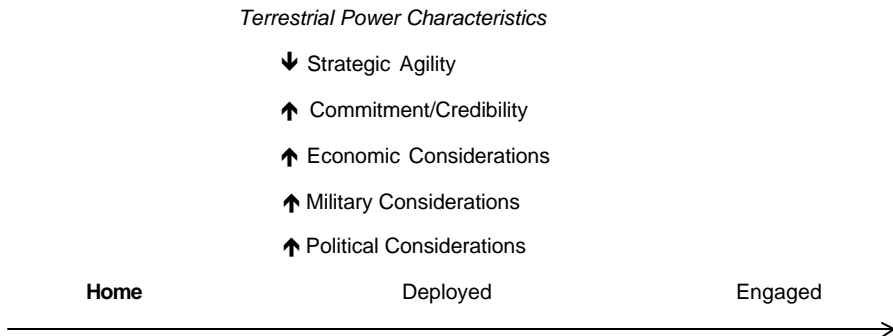 Terrestrial Power Characteristics
🡫 Strategic Agility
🡩 Commitment/Credibility
🡩 Economic Considerations
🡩 Military Considerations
🡩 Political Considerations
Home Deployed Engaged